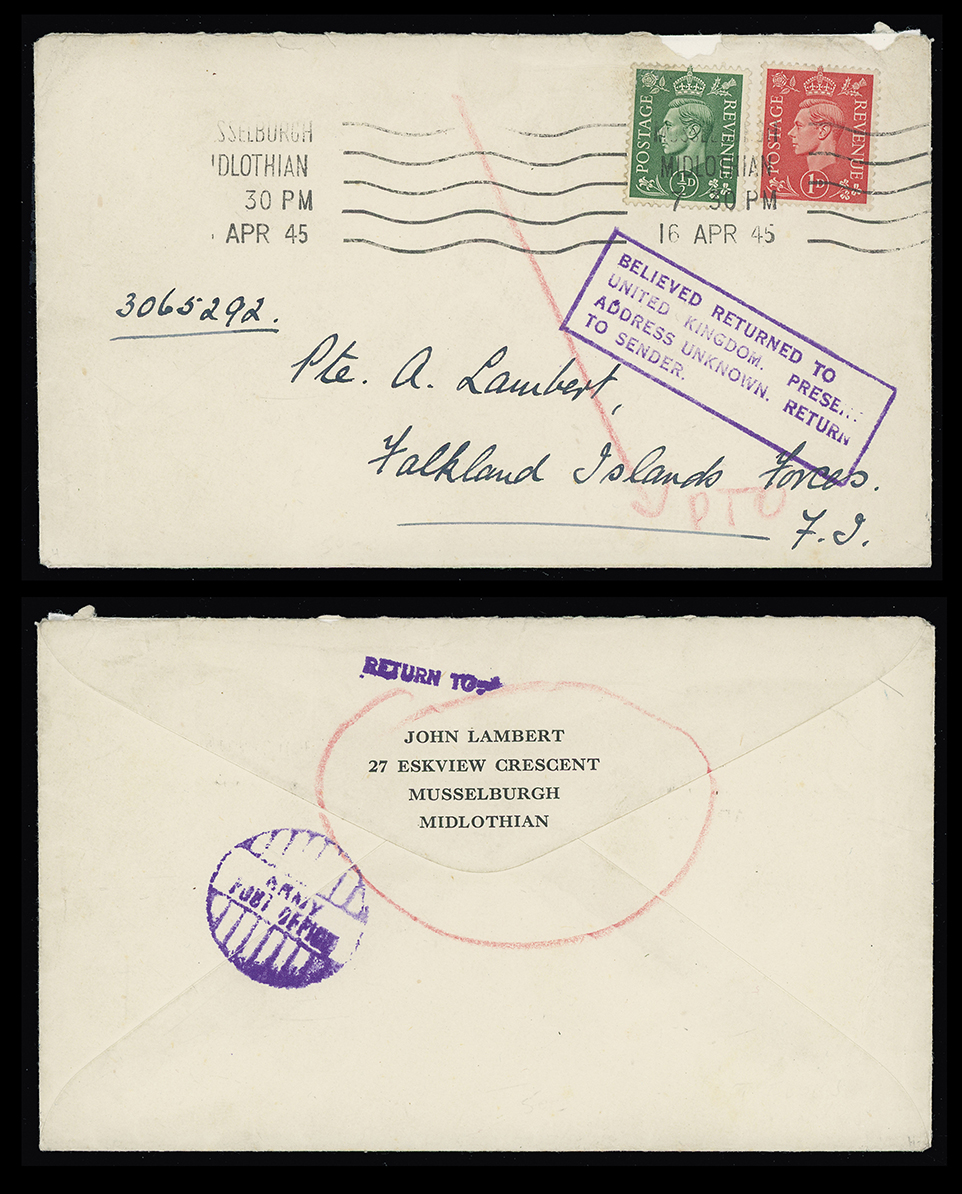 SSELBURGH
IDLOTHIAN
30 PM
APR 45
POSTAGE REVENUE
½D
POSTAGE REVENUE
1D
MIDLOTHIAN
7 30 PM
16 APR 45
BELIEVED RETURNED TO
UNITED KINGDOM. PRESENT
ADDRESS UNKNOWN. RETURN
TO SENDER.
3065292.
Pte. A. Lambert,
Falkland Islands Forces.
F.I.
PTO
RETURN TO
JOHN LAMBERT
27 ESKVIEW CRESCENT
MUSSELBURGH
MIDLOTHIAN
ARMY
POST OFFICE